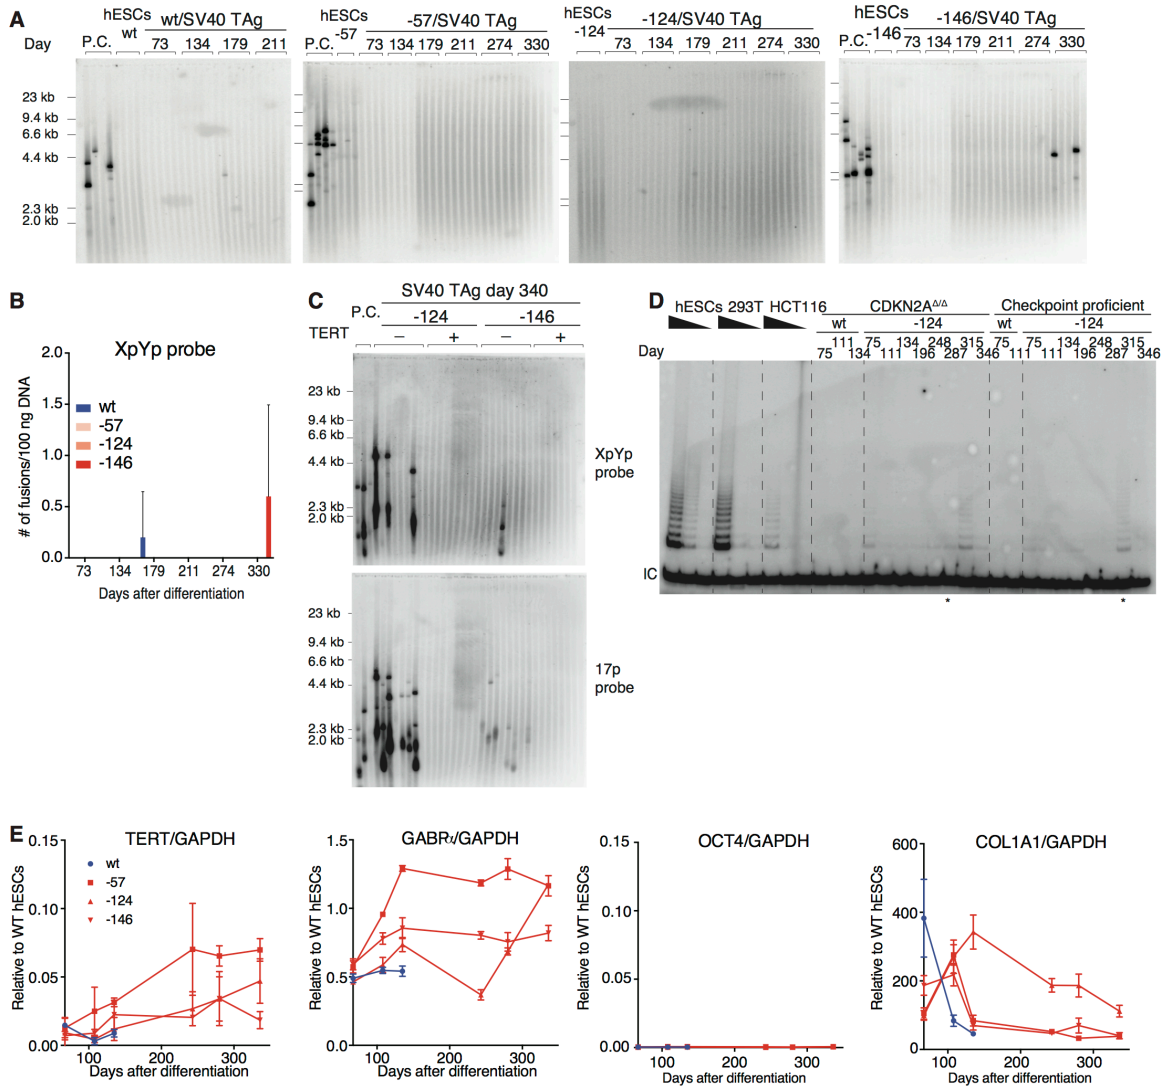 A
hESCs wt/SV40 TAg
Day P.C. wt 73 134 179 211
23 kb
9.4 kb
6.6 kb
4.4 kb
2.3 kb
2.0 kb
hESCs -57/SV40 TAg
P.C. -57 73 134 179 211 274 330
hESCs -124/SV40 TAg
-124 73 134 179 211 274 330
hESCs -146/SV40 TAg
P.C. -146 73 134 179 211 274 330
B
XpYp probe
# of fusions/100 ng DNA
2.0
1.5
1.0
0.5
0.0
wt
-57
-124
-146
73 134 179 211 274 330
Days after differentiation
C
SV40 TAg day 340
P.C. -124 -146
TERT – + – +
23 kb
9.4 kb
6.6 kb
4.4 kb
2.3 kb
2.0 kb
XpYp
probe
23 kb
9.4 kb
6.6 kb
4.4 kb
2.3 kb
2.0 kb
17p
probe
D
hESCs 293T HCT116 CDKN2AΔ/Δ Checkpoint proficient
wt -124 wt -124
111 75 134 248 315 75 75 134 248 315
Day 75 134 111 196 287 346 111 111 196 287 346
IC
* *
E
TERT/GAPDH
Relative to WT hESCs
0.15
0.10
0.05
0.00
wt
-57
-124
-146
100 200 300
Days after differentiation
GABRα/GAPDH
Relative to WT hESCs
1.5
1.0
0.5
0.0
100 200 300
Days after differentiation
OCT4/GAPDH
Relative to WT hESCs
0.15
0.10
0.05
0.00
100 200 300
Days after differentiation
COL1A1/GAPDH
Relative to WT hESCs
600
400
200
0
100 200 300
Days after differentiation